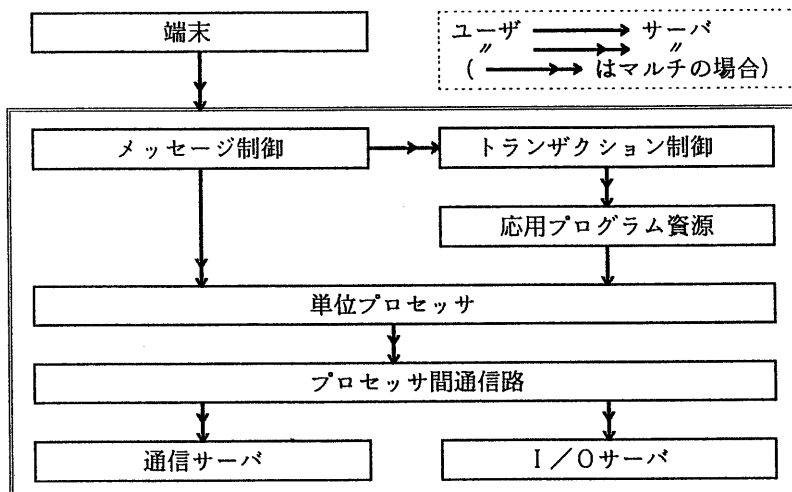 端末
ユーザ サーバ
〃 〃
( はマルチの場合)
メッセージ制御
トランザクション制御
応用プログラム資源
単位プロセッサ
プロセッサ間通信路
通信サーバ
I/Oサーバ